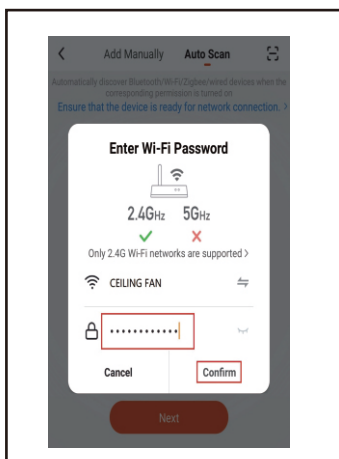 Add Manually Auto Scan
Automatically discover Bluetooth/Wi-Fi/Zigbee/wired devices when the
corresponding permission is turned on
Ensure that the device is ready for network connection. >
Enter Wi-Fi Password
2.4GHz 5GHz
Only 2.4G Wi-Fi networks are supported >
CEILING FAN
Cancel Confirm
Next